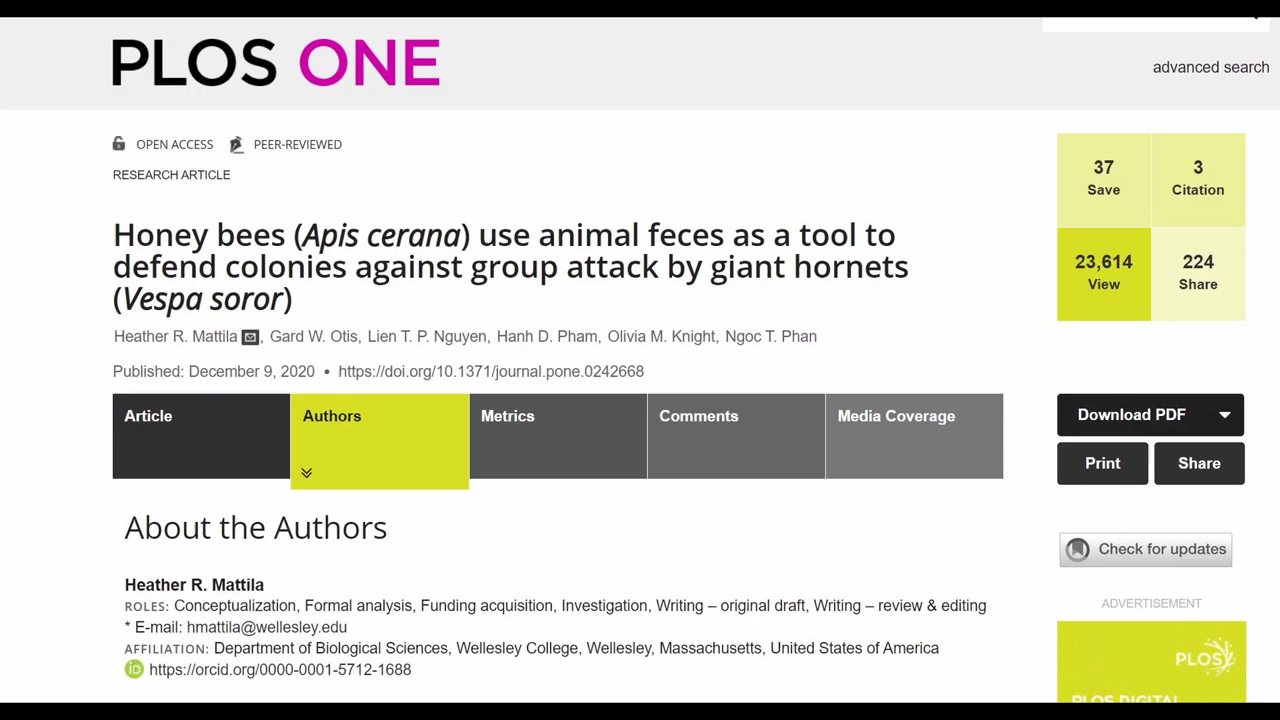 PLOS ONE
advanced search
OPEN ACCESS PEER-REVIEWED
RESEARCH ARTICLE
Honey bees (Apis cerana) use animal feces as a tool to
defend colonies against group attack by giant hornets
(Vespa soror)
Heather R. Mattila , Gard W. Otis, Lien T. P. Nguyen, Hanh D. Pham, Olivia M. Knight, Ngoc T. Phan
Published: December 9, 2020 • https://doi.org/10.1371/journal.pone.0242668
37
Save
3
Citation
23,614
View
224
Share
Article Authors Metrics Comments Media Coverage
Download PDF
Print Share
Check for updates
ADVERTISEMENT
PLOS
PLOS DIGITAL
About the Authors
Heather R. Mattila
ROLES: Conceptualization, Formal analysis, Funding acquisition, Investigation, Writing – original draft, Writing – review & editing
* E-mail: hmattila@wellesley.edu
AFFILIATION: Department of Biological Sciences, Wellesley College, Wellesley, Massachusetts, United States of America
iD https://orcid.org/0000-0001-5712-1688